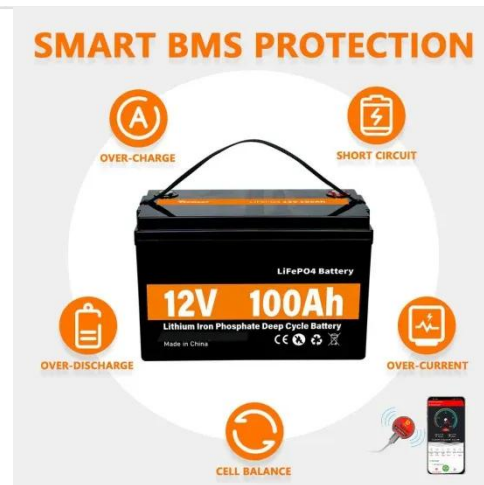 SMART BMS PROTECTION
OVER-CHARGE
SHORT CIRCUIT
LiFePO4 Battery
12V 100Ah
Lithium Iron Phosphate Deep Cycle Battery
Made in China
CE
OVER-DISCHARGE
OVER-CURRENT
CELL BALANCE